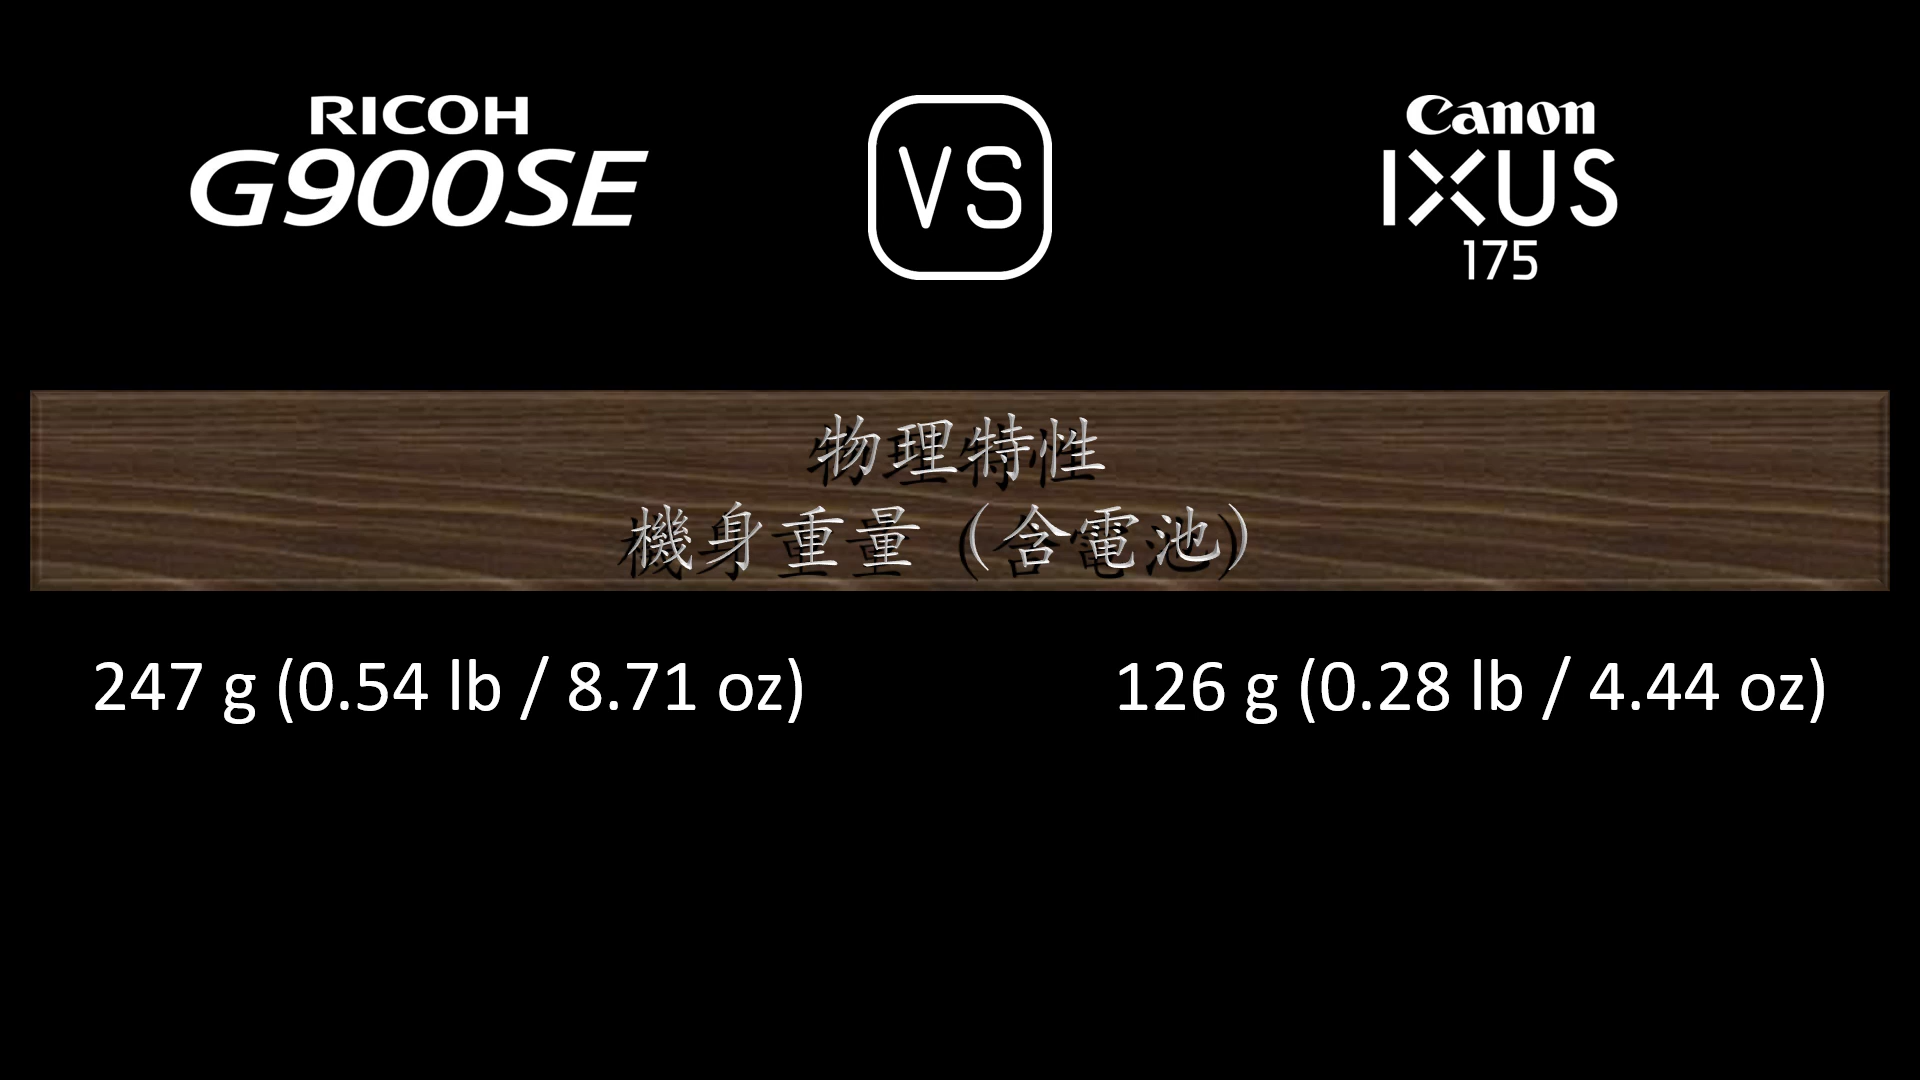 RICOH
G900SE
VS
Canon
IXUS
175
物理特性
機身重量 (含電池)
247 g (0.54 lb / 8.71 oz)
126 g (0.28 lb / 4.44 oz)